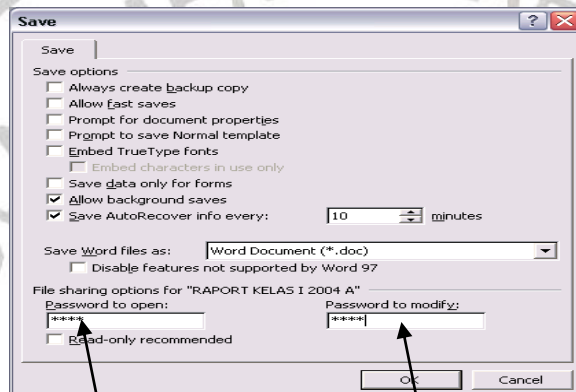 Save
Save
Save options
Always create backup copy
Allow fast saves
Prompt for document properties
Prompt to save Normal template
Embed TrueType fonts
Embed characters in use only
Save data only for forms
Allow background saves
Save AutoRecover info every: 10 minutes
Save Word files as: Word Document (*.doc)
Disable features not supported by Word 97
File sharing options for "RAPORT KELAS I 2004 A"
Password to open: Password to modify:
**** ****
Read-only recommended
OK Cancel